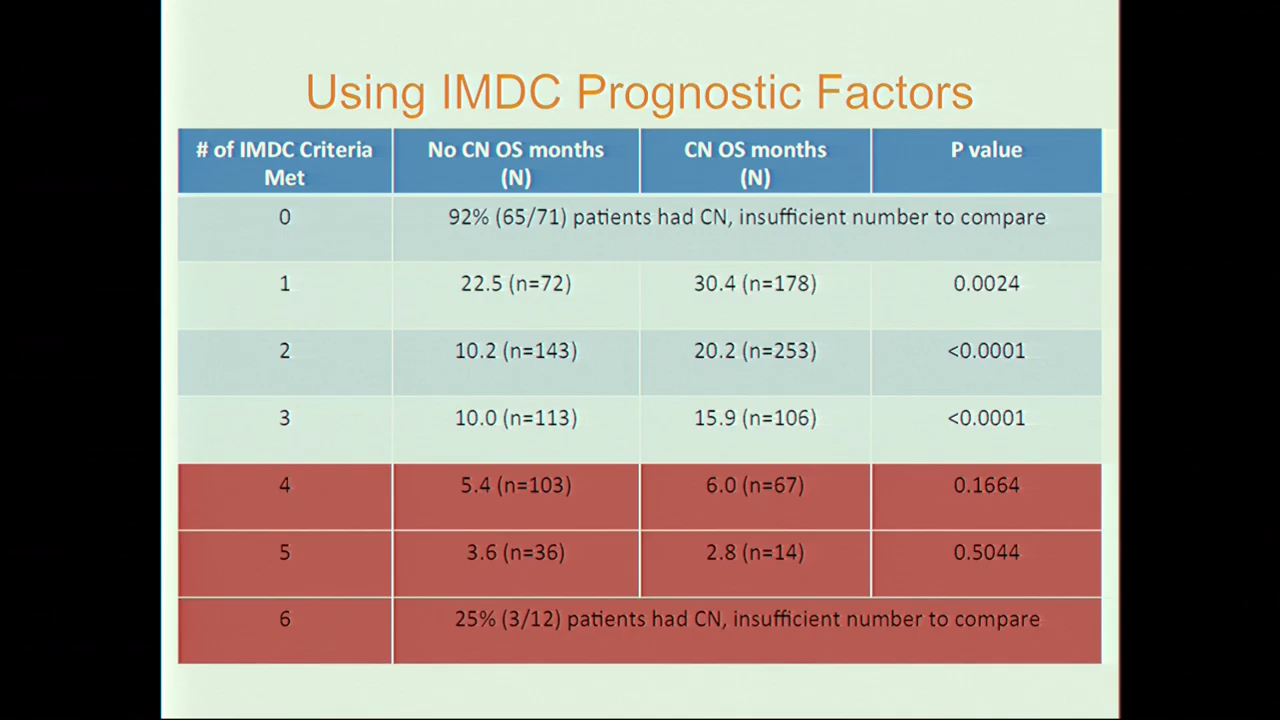 Using IMDC Prognostic Factors
# of IMDC Criteria Met | No CN OS months (N) | CN OS months (N) | P value
0 | 92% (65/71) patients had CN, insufficient number to compare
1 | 22.5 (n=72) | 30.4 (n=178) | 0.0024
2 | 10.2 (n=143) | 20.2 (n=253) | <0.0001
3 | 10.0 (n=113) | 15.9 (n=106) | <0.0001
4 | 5.4 (n=103) | 6.0 (n=67) | 0.1664
5 | 3.6 (n=36) | 2.8 (n=14) | 0.5044
6 | 25% (3/12) patients had CN, insufficient number to compare